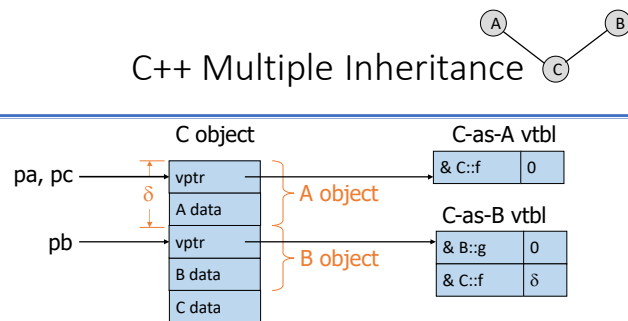 A
B
C++ Multiple Inheritance
C
C object
C-as-A vtbl
pa, pc
δ
vptr
A object
& C::f
0
A data
C-as-B vtbl
pb
vptr
B object
& B::g
0
B data
& C::f
δ
C data